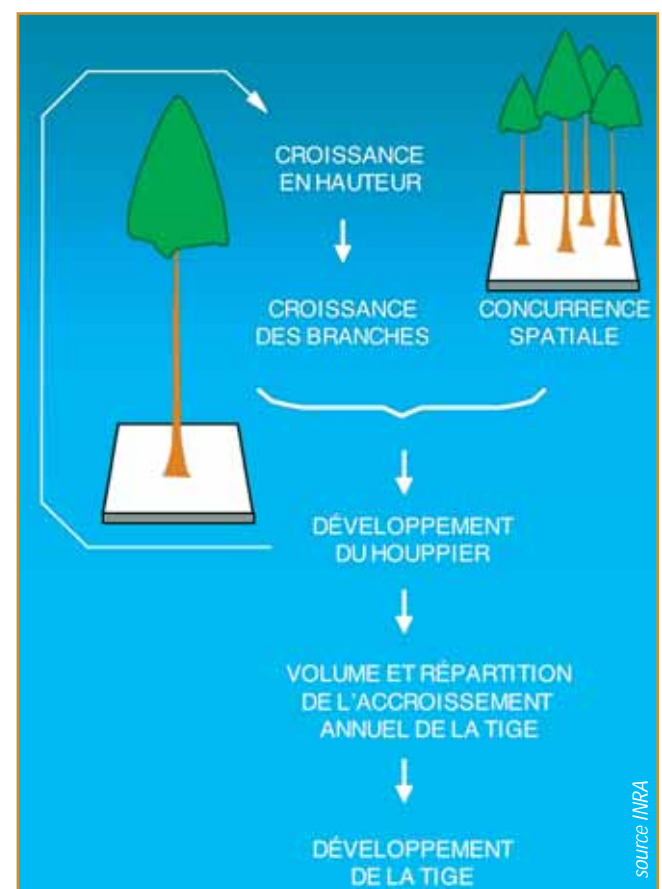 CROISSANCE
EN HAUTEUR
CROISSANCE
DES BRANCHES
CONCURRENCE
SPATIALE
DÉVELOPPEMENT
DU HOUPPIER
VOLUME ET RÉPARTITION
DE L'ACCROISSEMENT
ANNUEL DE LA TIGE
DÉVELOPPEMENT
DE LA TIGE
source INRA